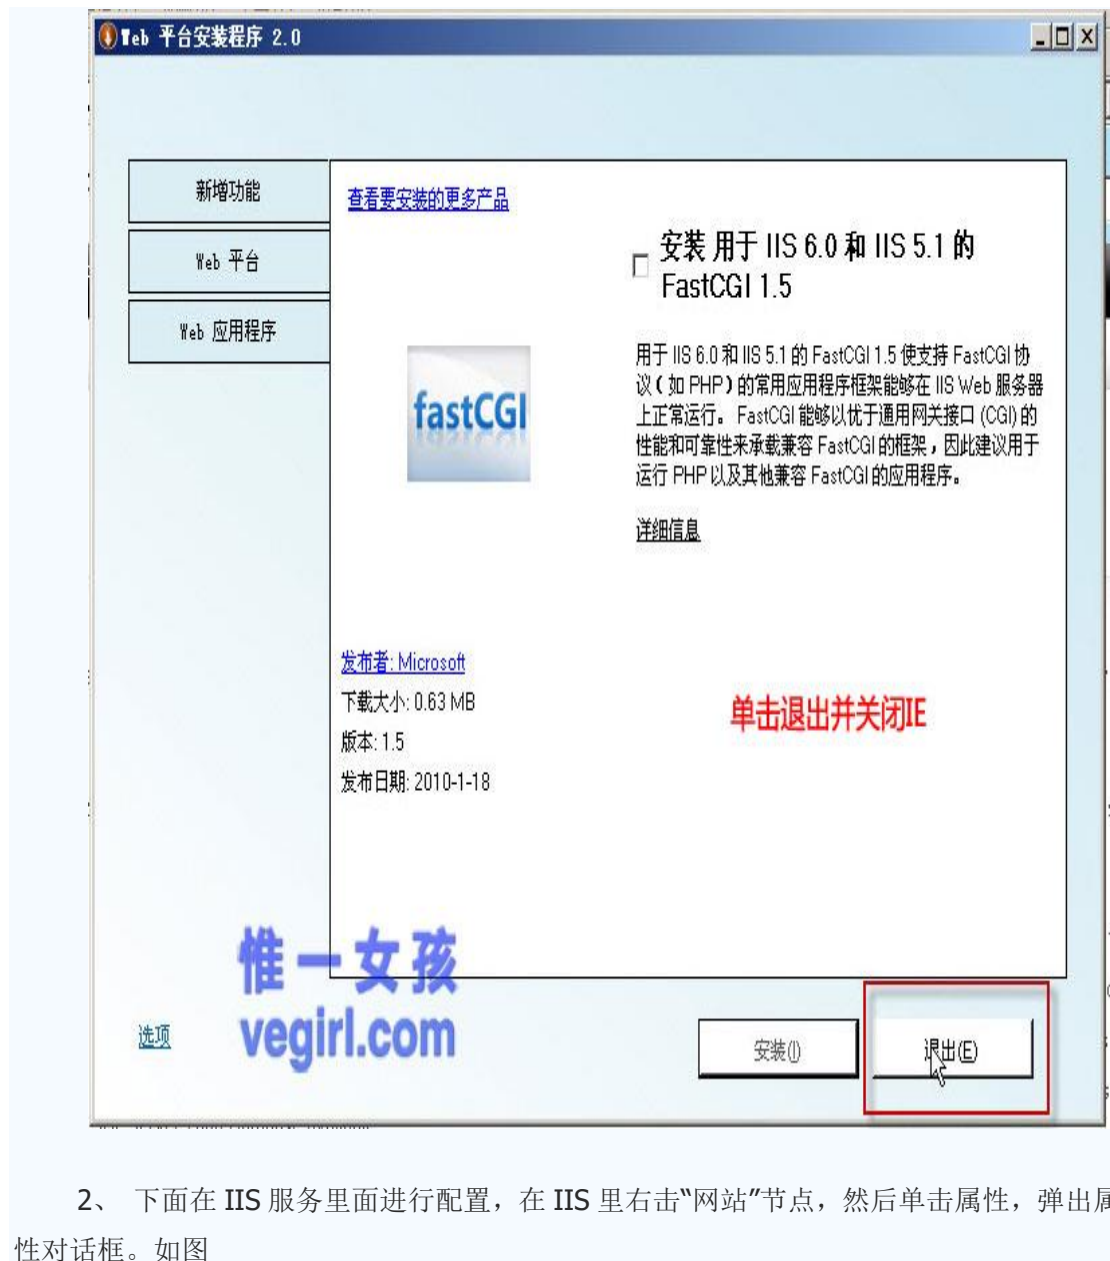 Web 平台安装程序 2.0
新增功能
Web 平台
Web 应用程序
查看要安装的更多产品
安装 用于 IIS 6.0 和 IIS 5.1 的
FastCGI 1.5
fastCGI
用于 IIS 6.0 和 IIS 5.1 的 FastCGI 1.5 使支持 FastCGI 协
议 ( 如 PHP ) 的常用应用程序框架能够在 IIS Web 服务器
上正常运行。 FastCGI 能够以优于通用网关接口 (CGI) 的
性能和可靠性来承载兼容 FastCGI 的框架，因此建议用于
运行 PHP 以及其他兼容 FastCGI 的应用程序。
详细信息
发布者: Microsoft
下载大小: 0.63 MB
版本: 1.5
发布日期: 2010-1-18
单击退出并关闭IE
惟一女孩
vegirl.com
选项
安装(I)
退出(E)
2、 下面在 IIS 服务里面进行配置，在 IIS 里右击“网站”节点，然后单击属性，弹出属
性对话框。如图